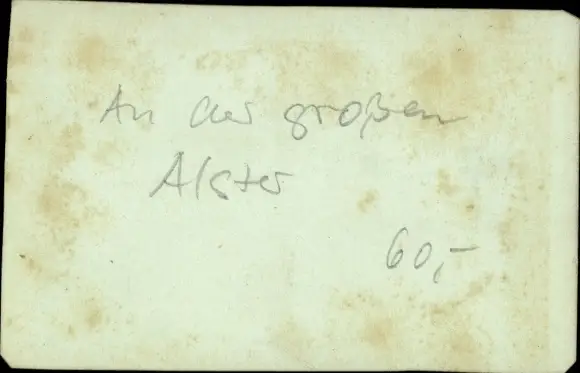 An der großen
Alster
60,-